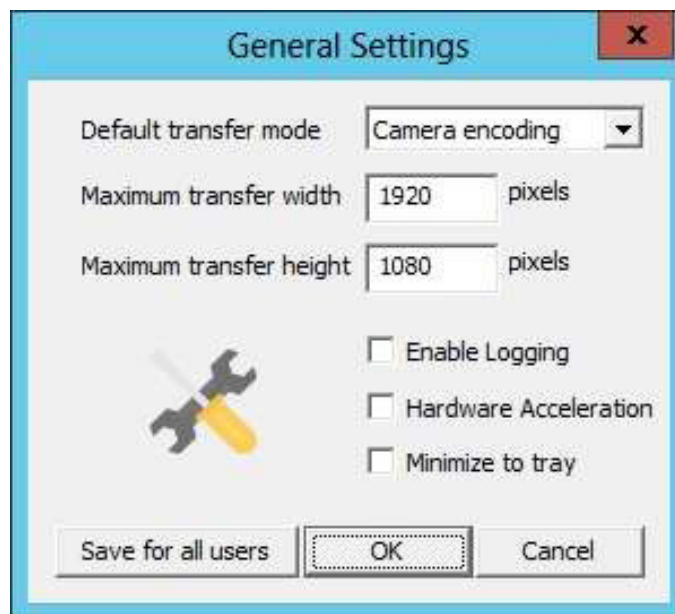 General Settings
x
Default transfer mode Camera encoding
Maximum transfer width 1920 pixels
Maximum transfer height 1080 pixels
Enable Logging
Hardware Acceleration
Minimize to tray
Save for all users OK Cancel